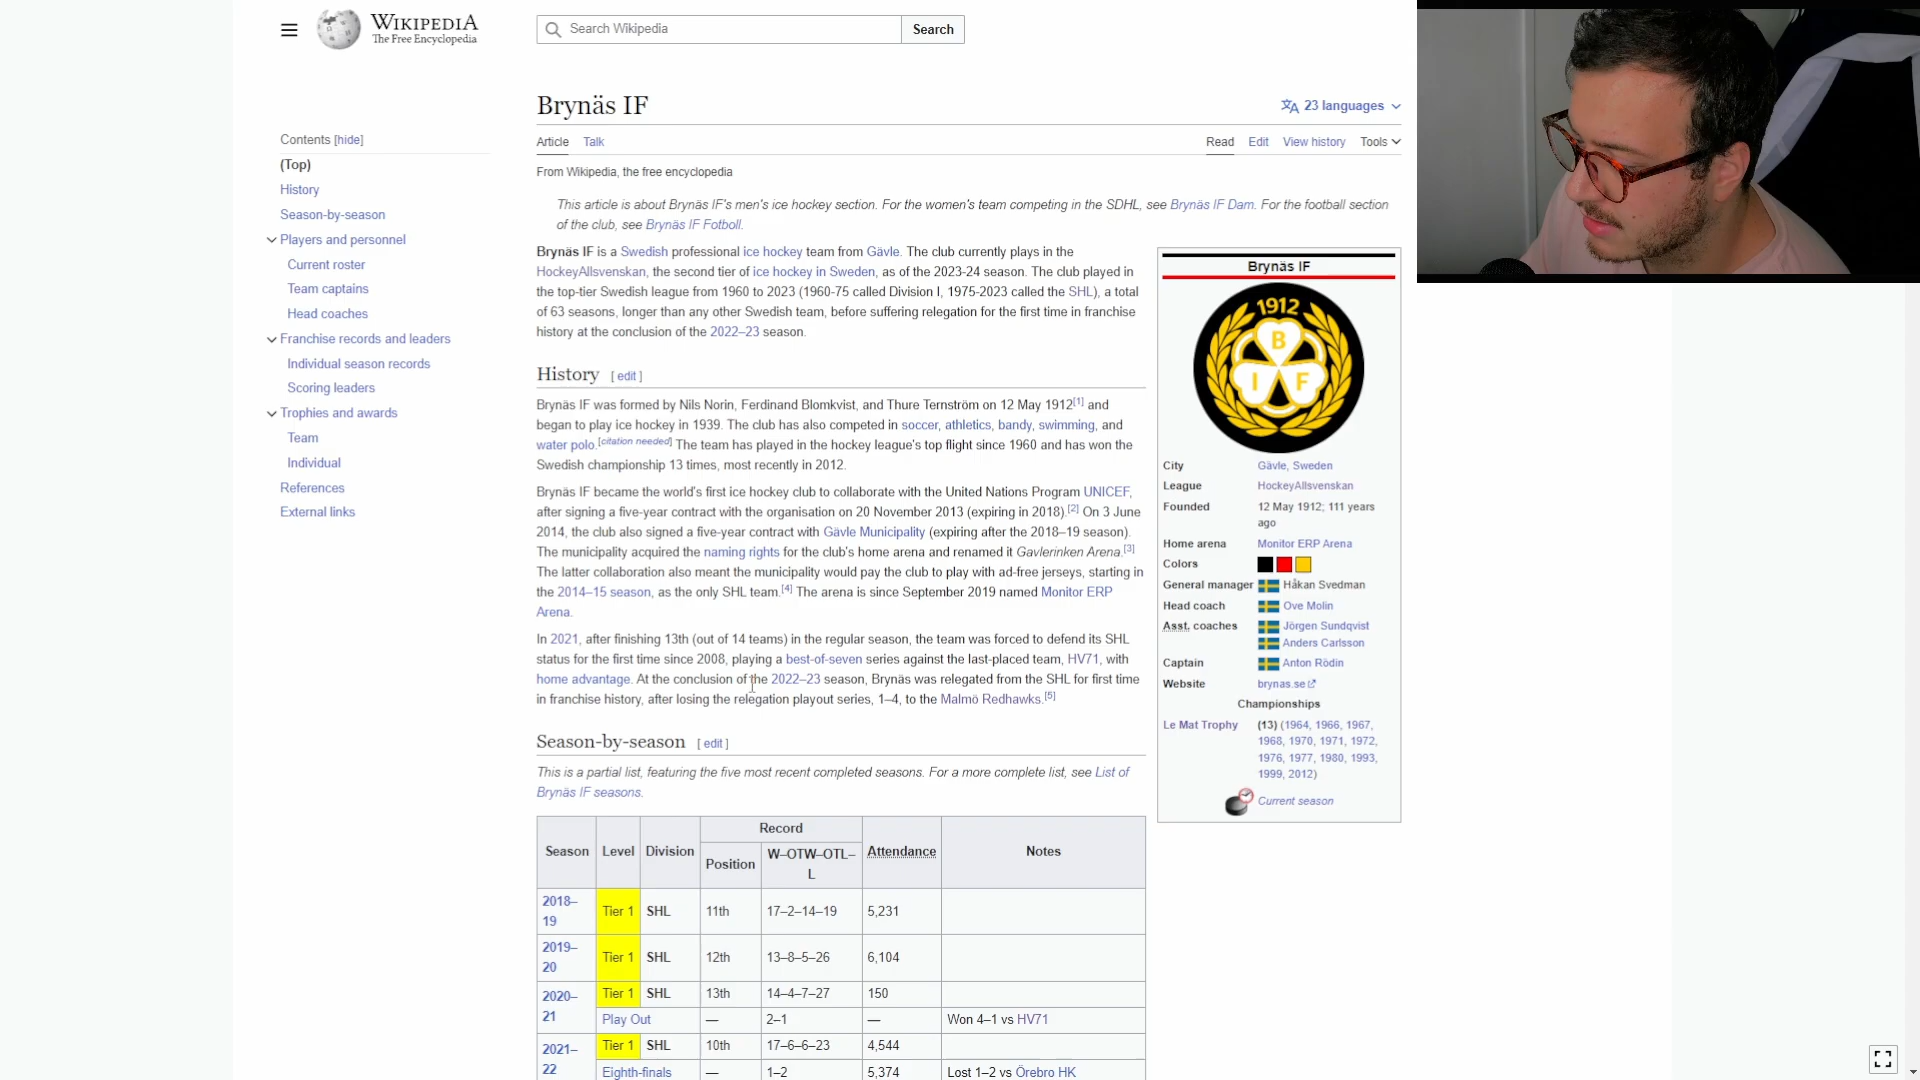 WIKIPEDIA
The Free Encyclopedia
Search Wikipedia
Search
Contents [hide]
(Top)
History
Season-by-season
Players and personnel
Current roster
Team captains
Head coaches
Franchise records and leaders
Individual season records
Scoring leaders
Trophies and awards
Team
Individual
References
External links
Brynäs IF
23 languages
Article Talk
Read Edit View history Tools
From Wikipedia, the free encyclopedia
This article is about Brynäs IF's men's ice hockey section. For the women's team competing in the SDHL, see Brynäs IF Dam. For the football section
of the club, see Brynäs IF Fotboll.
Brynäs IF is a Swedish professional ice hockey team from Gävle. The club currently plays in the
HockeyAllsvenskan, the second tier of ice hockey in Sweden, as of the 2023-24 season. The club played in
the top-tier Swedish league from 1960 to 2023 (1960-75 called Division I, 1975-2023 called the SHL), a total
of 63 seasons, longer than any other Swedish team, before suffering relegation for the first time in franchise
history at the conclusion of the 2022–23 season.
History [ edit ]
Brynäs IF was formed by Nils Norin, Ferdinand Blomkvist, and Thure Ternström on 12 May 1912[1] and
began to play ice hockey in 1939. The club has also competed in soccer, athletics, bandy, swimming, and
water polo.[citation needed] The team has played in the hockey league's top flight since 1960 and has won the
Swedish championship 13 times, most recently in 2012.
Brynäs IF became the world's first ice hockey club to collaborate with the United Nations Program UNICEF,
after signing a five-year contract with the organisation on 20 November 2013 (expiring in 2018).[2] On 3 June
2014, the club also signed a five-year contract with Gävle Municipality (expiring after the 2018–19 season).
The municipality acquired the naming rights for the club's home arena and renamed it Gavlerinken Arena.[3]
The latter collaboration also meant the municipality would pay the club to play with ad-free jerseys, starting in
the 2014–15 season, as the only SHL team.[4] The arena is since September 2019 named Monitor ERP
Arena.
In 2021, after finishing 13th (out of 14 teams) in the regular season, the team was forced to defend its SHL
status for the first time since 2008, playing a best-of-seven series against the last-placed team, HV71, with
home advantage. At the conclusion of the 2022–23 season, Brynäs was relegated from the SHL for first time
in franchise history, after losing the relegation playout series, 1–4, to the Malmö Redhawks.[5]
Season-by-season [ edit ]
This is a partial list, featuring the five most recent completed seasons. For a more complete list, see List of
Brynäs IF seasons.
Season Level Division Record Attendance Notes
Position W–OTW–OTL–
L
2018–
19 Tier 1 SHL 11th 17–2–14–19 5,231
2019–
20 Tier 1 SHL 12th 13–8–5–26 6,104
2020–
21 Tier 1 SHL 13th 14–4–7–27 150
Play Out — 2–1 — Won 4–1 vs HV71
2021–
22 Tier 1 SHL 10th 17–6–6–23 4,544
Eighth-finals — 1–2 5,374 Lost 1–2 vs Örebro HK
Brynäs IF
1912
B
I F
City Gävle, Sweden
League HockeyAllsvenskan
Founded 12 May 1912; 111 years
ago
Home arena Monitor ERP Arena
Colors
General manager Håkan Svedman
Head coach Ove Molin
Asst. coaches Jörgen Sundqvist
Anders Carlsson
Captain Anton Rödin
Website brynas.se
Championships
Le Mat Trophy (13) (1964, 1966, 1967,
1968, 1970, 1971, 1972,
1976, 1977, 1980, 1993,
1999, 2012)
Current season